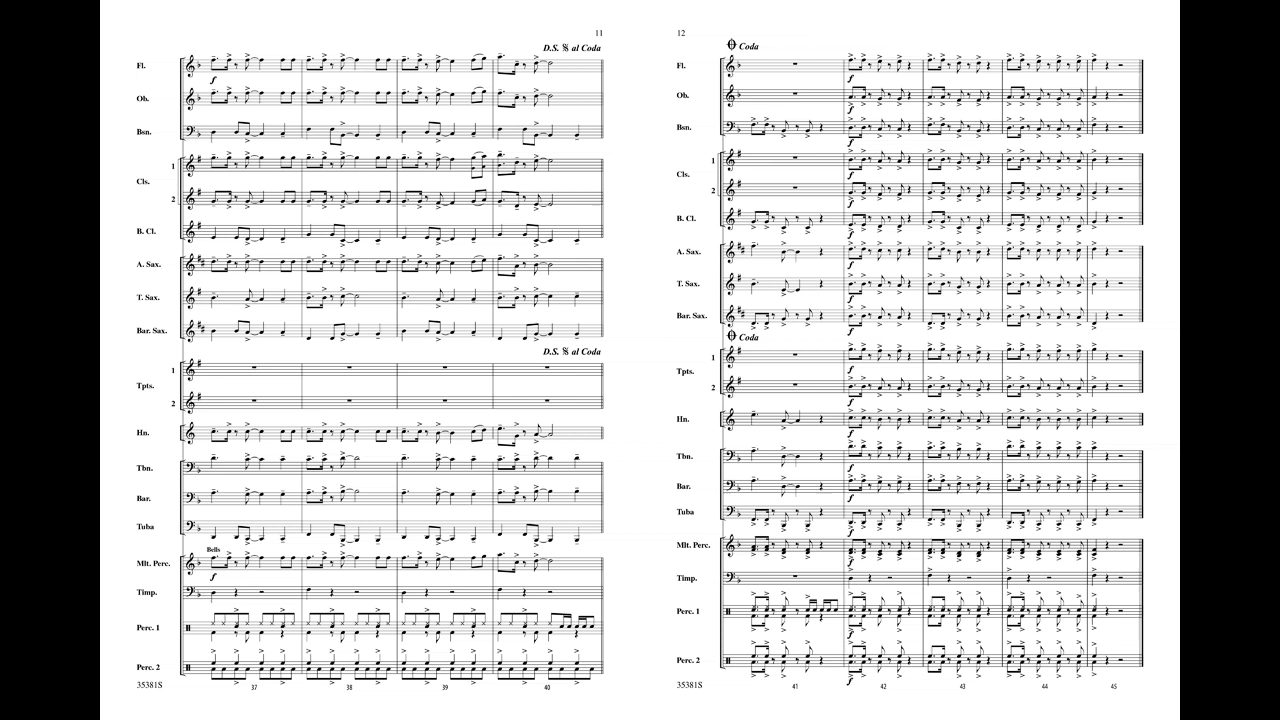 11
D.S. 𝄋 al Coda
Fl.
f
Ob.
Bsn.
1
Cls.
2
B. Cl.
A. Sax.
T. Sax.
Bar. Sax.
D.S. 𝄋 al Coda
1
Tpts.
2
Hn.
Tbn.
Bar.
Tuba
Bells
Mlt. Perc.
f
Timp.
Perc. 1
Perc. 2
35381S
37 38 39 40
12
𝄌 Coda
Fl.
f
Ob.
f
Bsn.
f
1
Cls.
f
2
f
B. Cl.
f
A. Sax.
f
T. Sax.
f
Bar. Sax.
f
𝄌 Coda
1
f
Tpts.
2
f
Hn.
f
Tbn.
f
Bar.
f
Tuba
f
Mlt. Perc.
f
Timp.
f
Perc. 1
f
Perc. 2
f
35381S
41 42 43 44 45